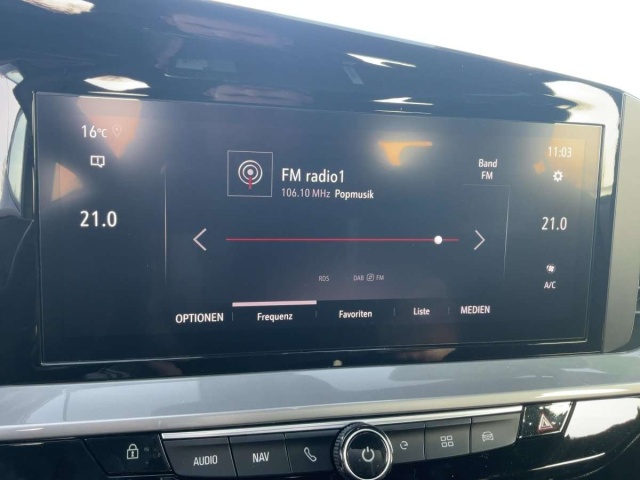 16°C
11:03
FM radio1
Band
FM
106.10 MHz Popmusik
21.0
21.0
RDS DAB FM
A/C
OPTIONEN Frequenz Favoriten Liste MEDIEN
AUDIO NAV